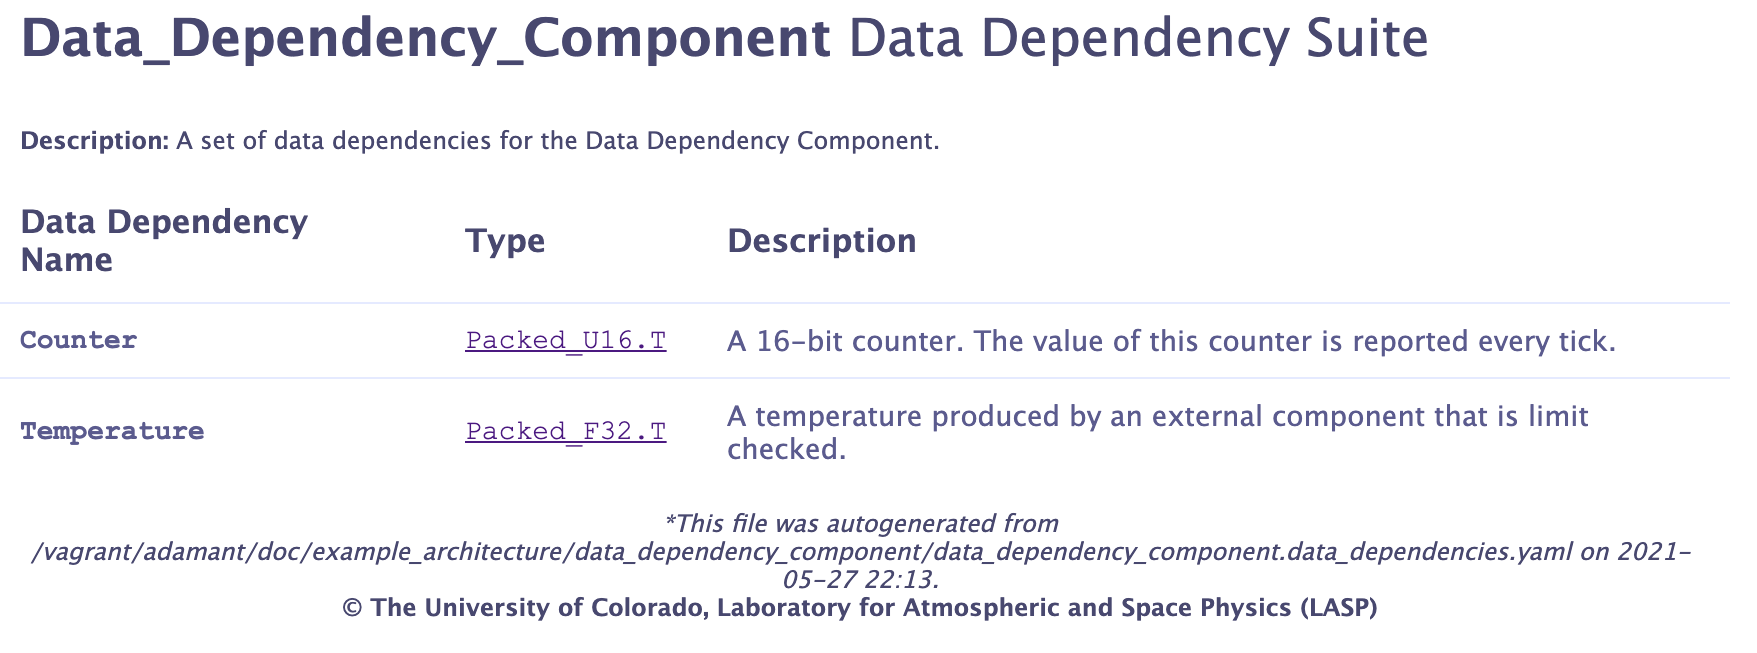 Data_Dependency_Component Data Dependency Suite
Description: A set of data dependencies for the Data Dependency Component.
Data Dependency
Name
Type
Description
Counter
Packed_U16.T
A 16-bit counter. The value of this counter is reported every tick.
Temperature
Packed_F32.T
A temperature produced by an external component that is limit
checked.
*This file was autogenerated from
/vagrant/adamant/doc/example_architecture/data_dependency_component/data_dependency_component.data_dependencies.yaml on 2021-
05-27 22:13.
© The University of Colorado, Laboratory for Atmospheric and Space Physics (LASP)